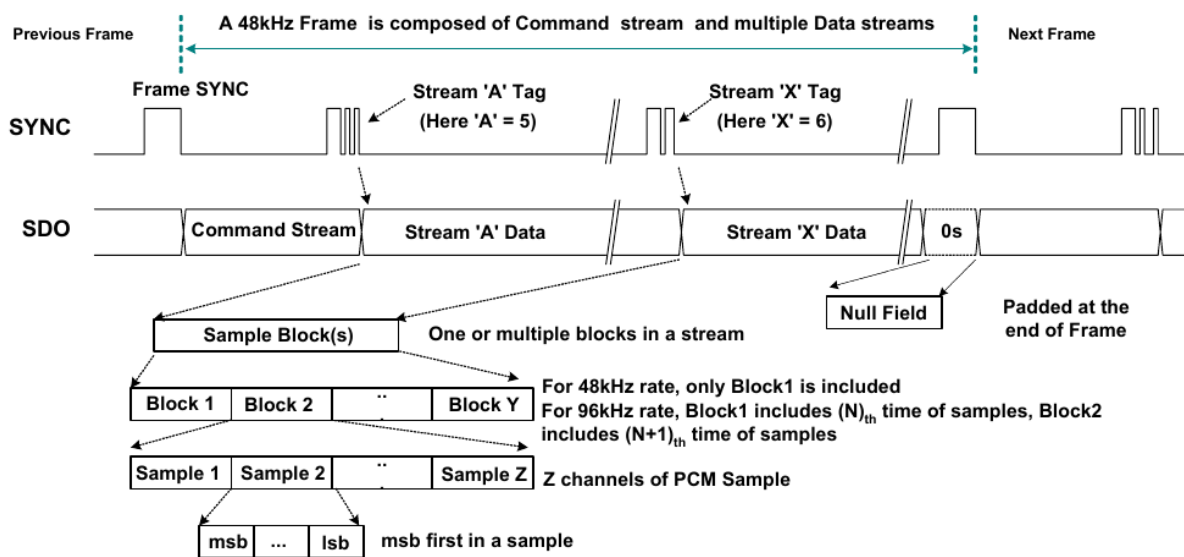 A 48kHz Frame is composed of Command stream and multiple Data streams
Previous Frame
Next Frame
Frame SYNC
Stream 'A' Tag
(Here 'A' = 5)
Stream 'X' Tag
(Here 'X' = 6)
SYNC
SDO
Command Stream
Stream 'A' Data
Stream 'X' Data
0s
Null Field
Padded at the
end of Frame
Sample Block(s)
One or multiple blocks in a stream
Block 1
Block 2
..
.
Block Y
For 48kHz rate, only Block1 is included
For 96kHz rate, Block1 includes (N)th time of samples, Block2
includes (N+1)th time of samples
Sample 1
Sample 2
..
.
Sample Z
Z channels of PCM Sample
msb
...
lsb
msb first in a sample